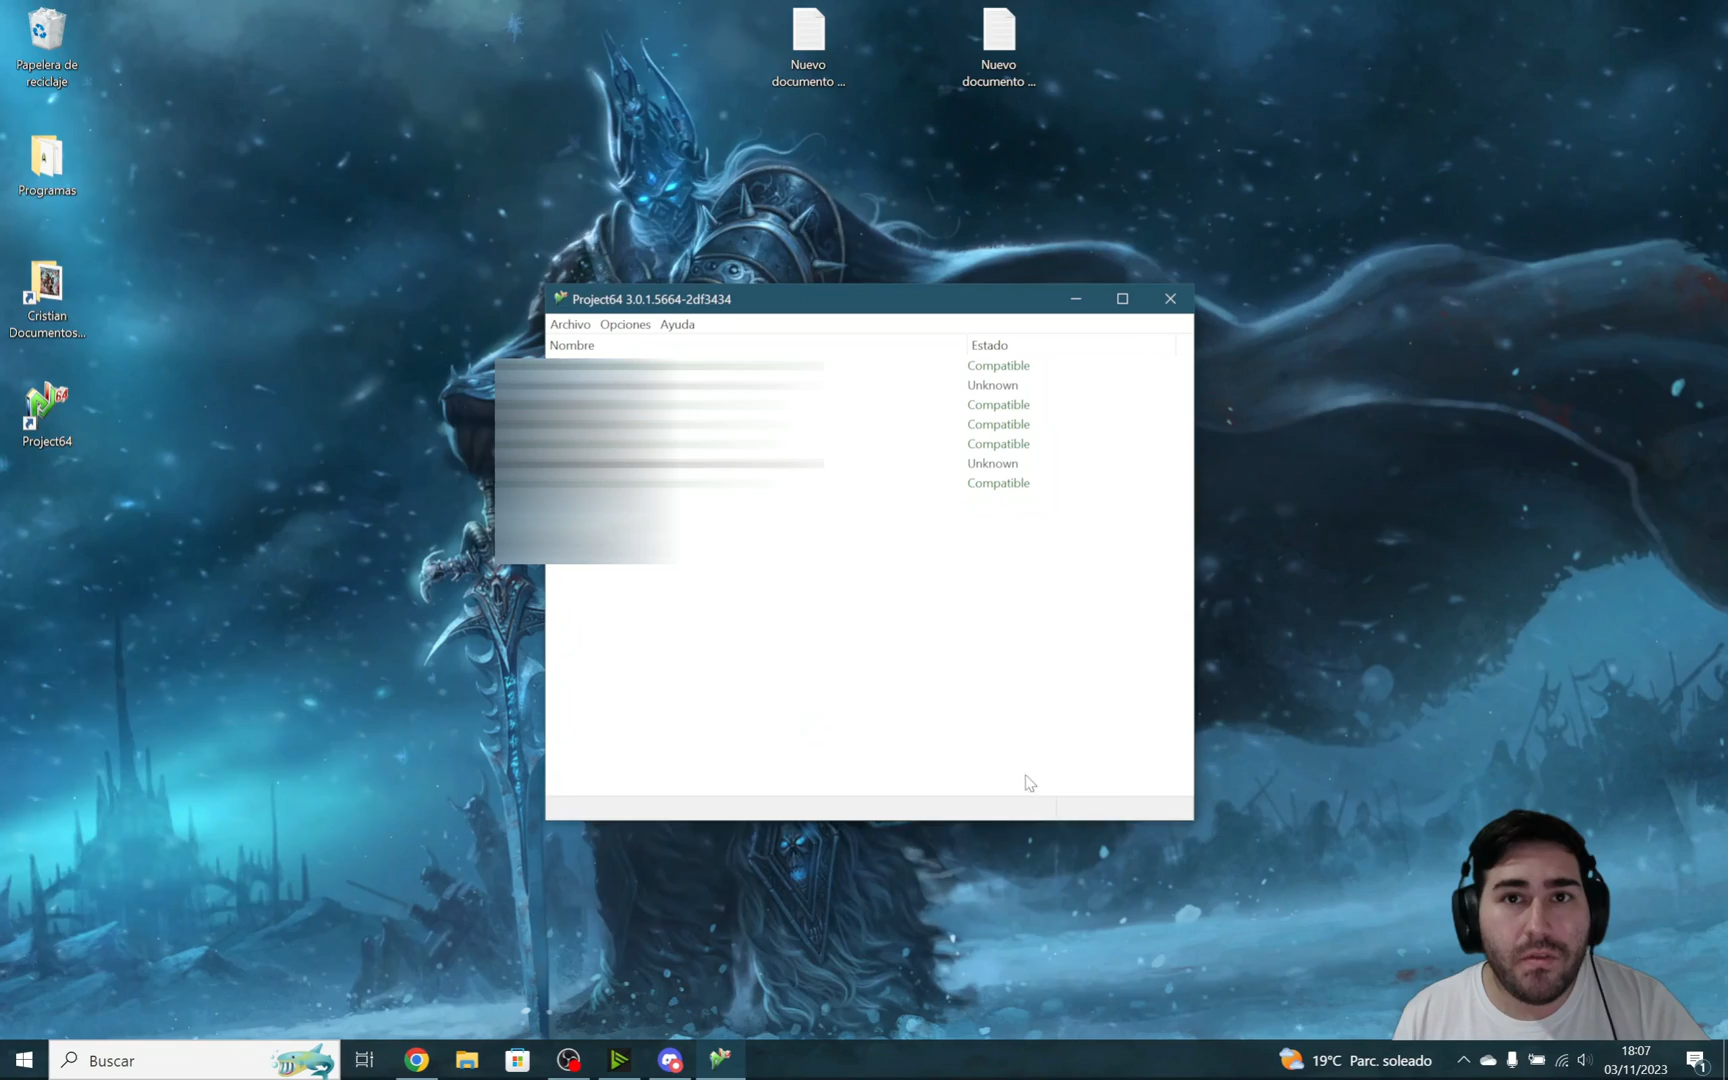 Papelera de
reciclaje
Nuevo
documento ...
Nuevo
documento ...
Programas
Cristian
Documentos...
64
Project64
Project64 3.0.1.5664-2df3434
Archivo Opciones Ayuda
Nombre Estado
Compatible
Unknown
Compatible
Compatible
Compatible
Unknown
Compatible
Buscar
19°C Parc. soleado
18:07
03/11/2023
1